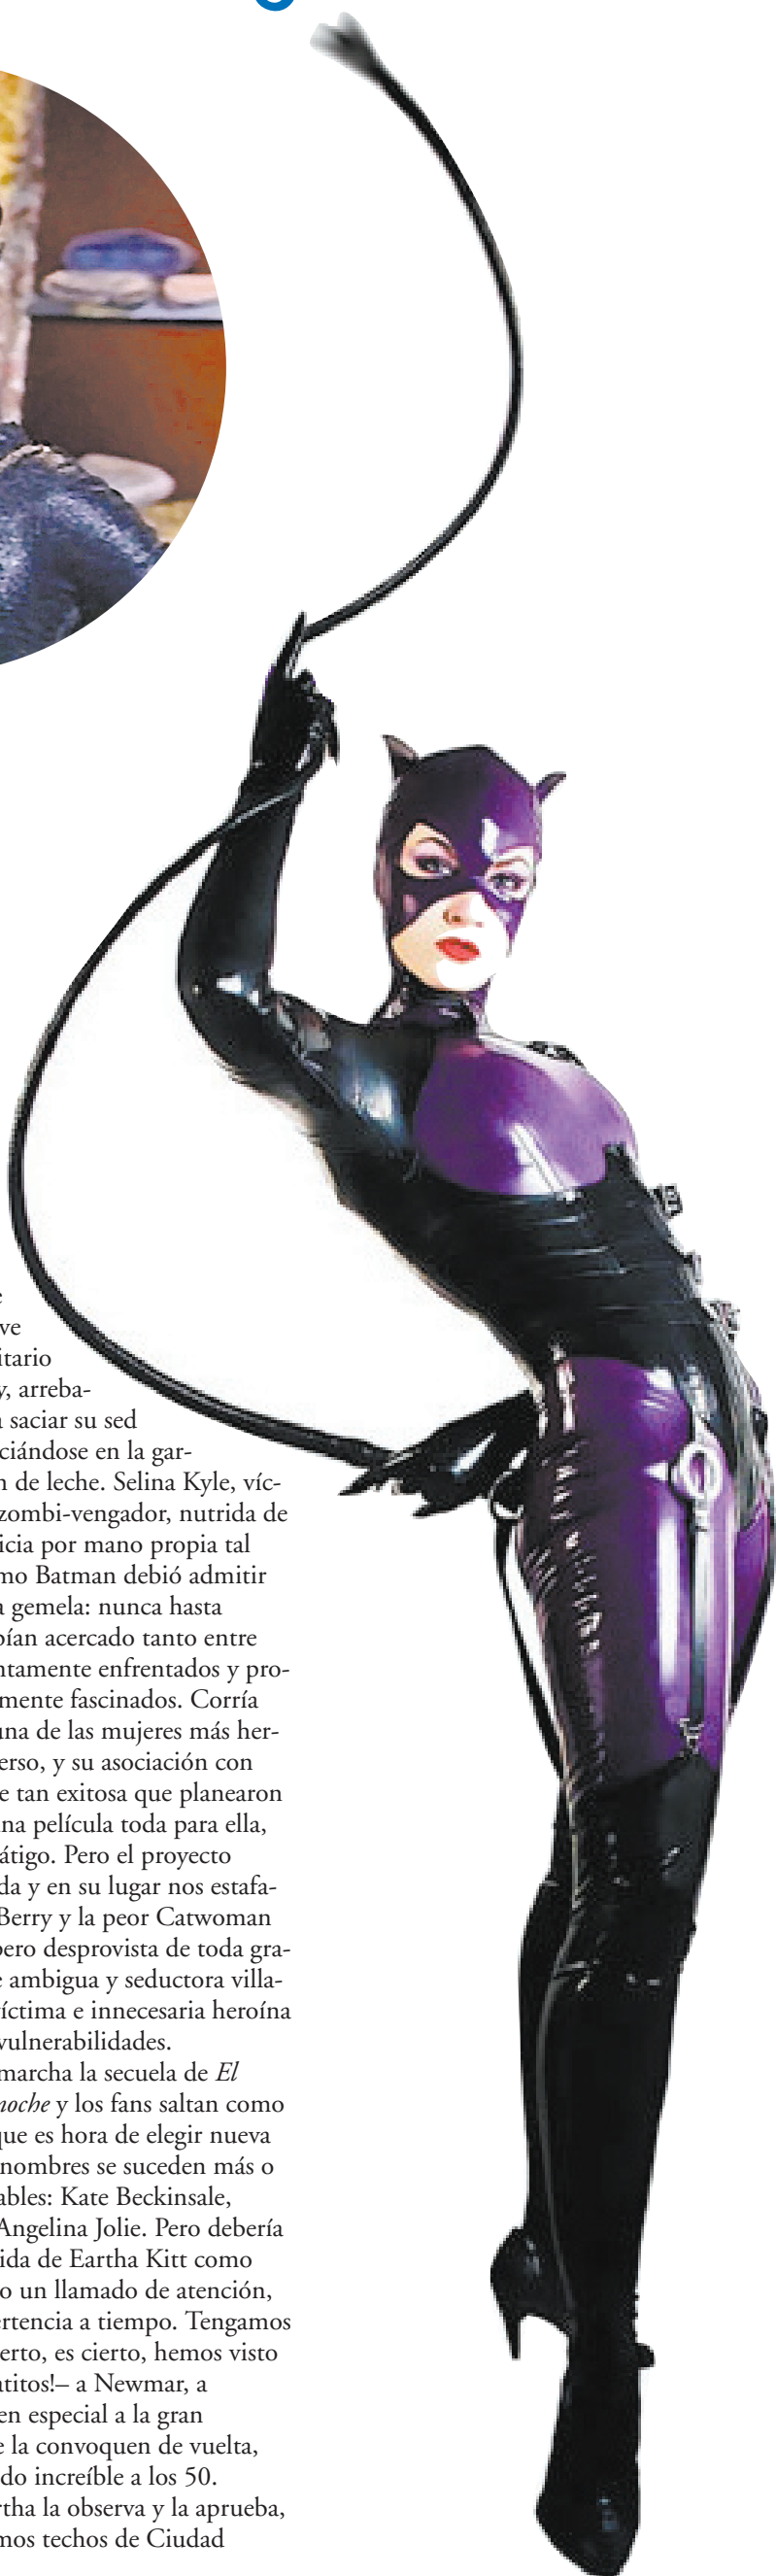 e
ve
itario
y, arreba-
a saciar su sed
ciándose en la gar-
n de leche. Selina Kyle, víc-
zombi-vengador, nutrida de
icia por mano propia tal
mo Batman debió admitir
a gemela: nunca hasta
bían acercado tanto entre
ntamente enfrentados y pro-
mente fascinados. Corría
una de las mujeres más her-
erso, y su asociación con
e tan exitosa que planearon
una película toda para ella,
átigo. Pero el proyecto
da y en su lugar nos estafa-
Berry y la peor Catwoman
pero desprovista de toda gra-
e ambigua y seductora villa-
víctima e innecesaria heroína
vulnerabilidades.
marcha la secuela de El
noche y los fans saltan como
que es hora de elegir nueva
nombres se suceden más o
ables: Kate Beckinsale,
Angelina Jolie. Pero debería
ida de Eartha Kitt como
o un llamado de atención,
ertencia a tiempo. Tengamos
erto, es cierto, hemos visto
atitos!– a Newmar, a
en especial a la gran
e la convoquen de vuelta,
do increíble a los 50.
rtha la observa y la aprueba,
mos techos de Ciudad